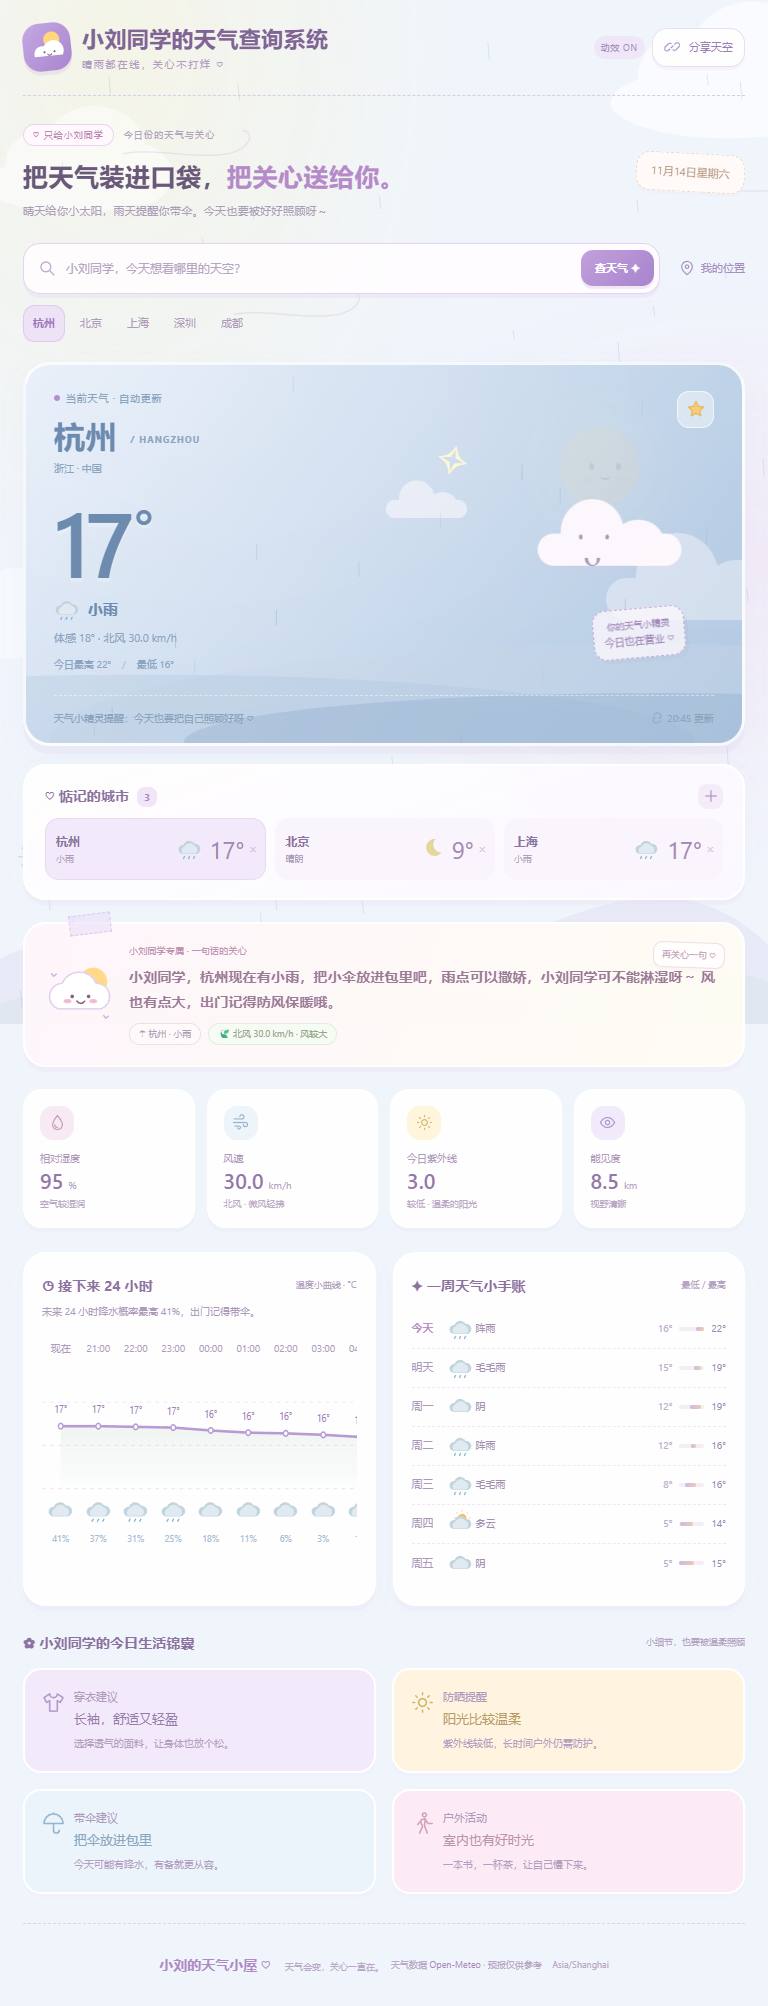 小刘同学的天气查询系统
晴雨都在线，关心不打烊 ♡
动效 ON
分享天空
♡ 只给小刘同学
今日份的天气与关心
把天气装进口袋，把关心送给你。
11月14日星期六
晴天给你小太阳，雨天提醒你带伞。今天也要被好好照顾呀 ~
小刘同学，今天想看哪里的天空？
查天气 ✦
我的位置
杭州 北京 上海 深圳 成都
当前天气 · 自动更新
杭州 / HANGZHOU
浙江 · 中国
17°
小雨
体感 18° · 北风 30.0 km/h
今日最高 22° / 最低 16°
你的天气小精灵
今日也在营业 ♡
天气小精灵提醒：今天也要把自己照顾好呀 ♡
20:45 更新
♡ 惦记的城市 3
杭州
小雨
17° ×
北京
晴朗
9° ×
上海
小雨
17° ×
小刘同学专属 · 一句话的关心
再关心一句 ♡
小刘同学，杭州现在有小雨，把小伞放进包里吧，雨点可以撒娇，小刘同学可不能淋湿呀 ~ 风
也有点大，出门记得防风保暖哦。
☂ 杭州 · 小雨
北风 30.0 km/h · 风较大
相对湿度
95 %
空气较湿润
风速
30.0 km/h
北风 · 微风轻拂
今日紫外线
3.0
较低 · 温柔的阳光
能见度
8.5 km
视野清晰
接下来 24 小时
温度小曲线 · °C
未来 24 小时降水概率最高 41%，出门记得带伞。
现在 21:00 22:00 23:00 00:00 01:00 02:00 03:00 04
17° 17° 17° 17° 16° 16° 16° 16° 1
41% 37% 31% 25% 18% 11% 6% 3%
✦ 一周天气小手账
最低 / 最高
今天 阵雨 16° 22°
明天 毛毛雨 15° 19°
周一 阴 12° 19°
周二 阵雨 12° 16°
周三 毛毛雨 8° 16°
周四 多云 5° 14°
周五 阴 5° 15°
✿ 小刘同学的今日生活锦囊
小细节，也要被温柔照顾
穿衣建议
长袖，舒适又轻盈
选择透气的面料，让身体也放个松。
防晒提醒
阳光比较温柔
紫外线较低，长时间户外仍需防护。
带伞建议
把伞放进包里
今天可能有降水，有备就更从容。
户外活动
室内也有好时光
一本书，一杯茶，让自己慢下来。
小刘的天气小屋 ♡ 天气会变，关心一直在。 天气数据 Open-Meteo · 预报仅供参考 Asia/Shanghai